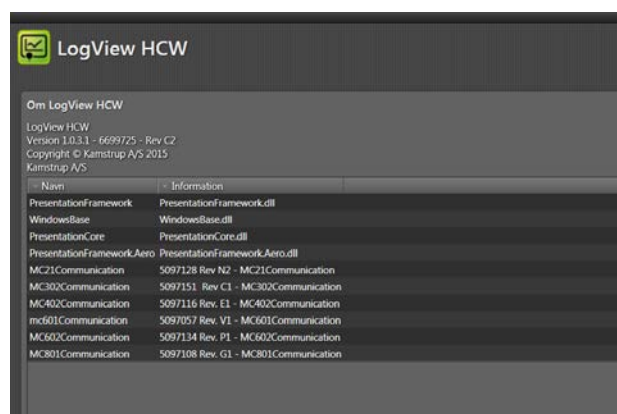 LogView HCW
Om LogView HCW
LogView HCW
Version 1.0.3.1 - 6699725 - Rev C2
Copyright © Kamstrup A/S 2015
Kamstrup A/S
Navn Information
PresentationFramework PresentationFramework.dll
WindowsBase WindowsBase.dll
PresentationCore PresentationCore.dll
PresentationFramework.Aero PresentationFramework.Aero.dll
MC21Communication 5097128 Rev N2 - MC21Communication
MC302Communication 5097151 Rev C1 - MC302Communication
MC402Communication 5097116 Rev. E1 - MC402Communication
mc601Communication 5097057 Rev. V1 - MC601Communication
MC602Communication 5097134 Rev. P1 - MC602Communication
MC801Communication 5097108 Rev. G1 - MC801Communication